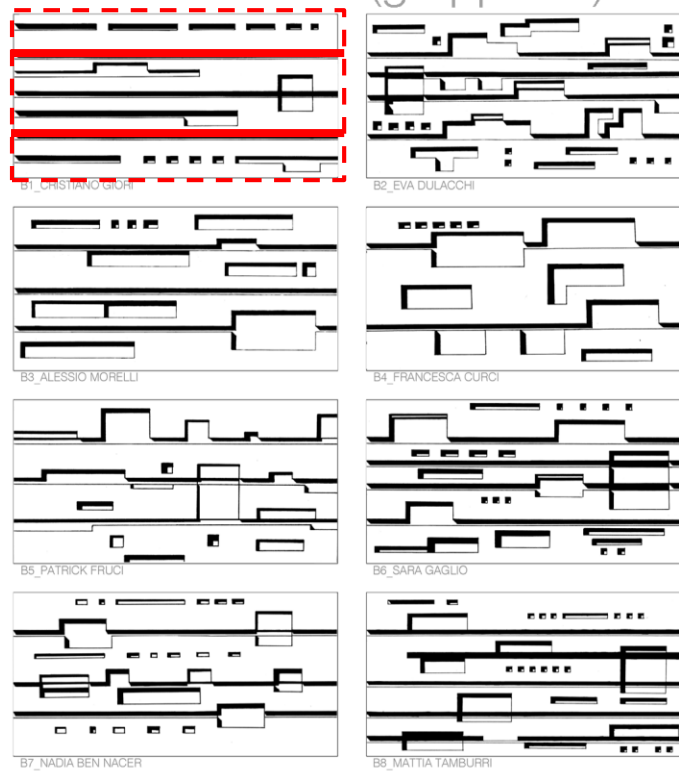 B1_CRISTIANO GIORI
B2_EVA DULACCHI
B3_ALESSIO MORELLI
B4_FRANCESCA CURCI
B5_PATRICK FRUCI
B6_SARA GAGLIO
B7_NADIA BEN NACER
B8_MATTIA TAMBURRI